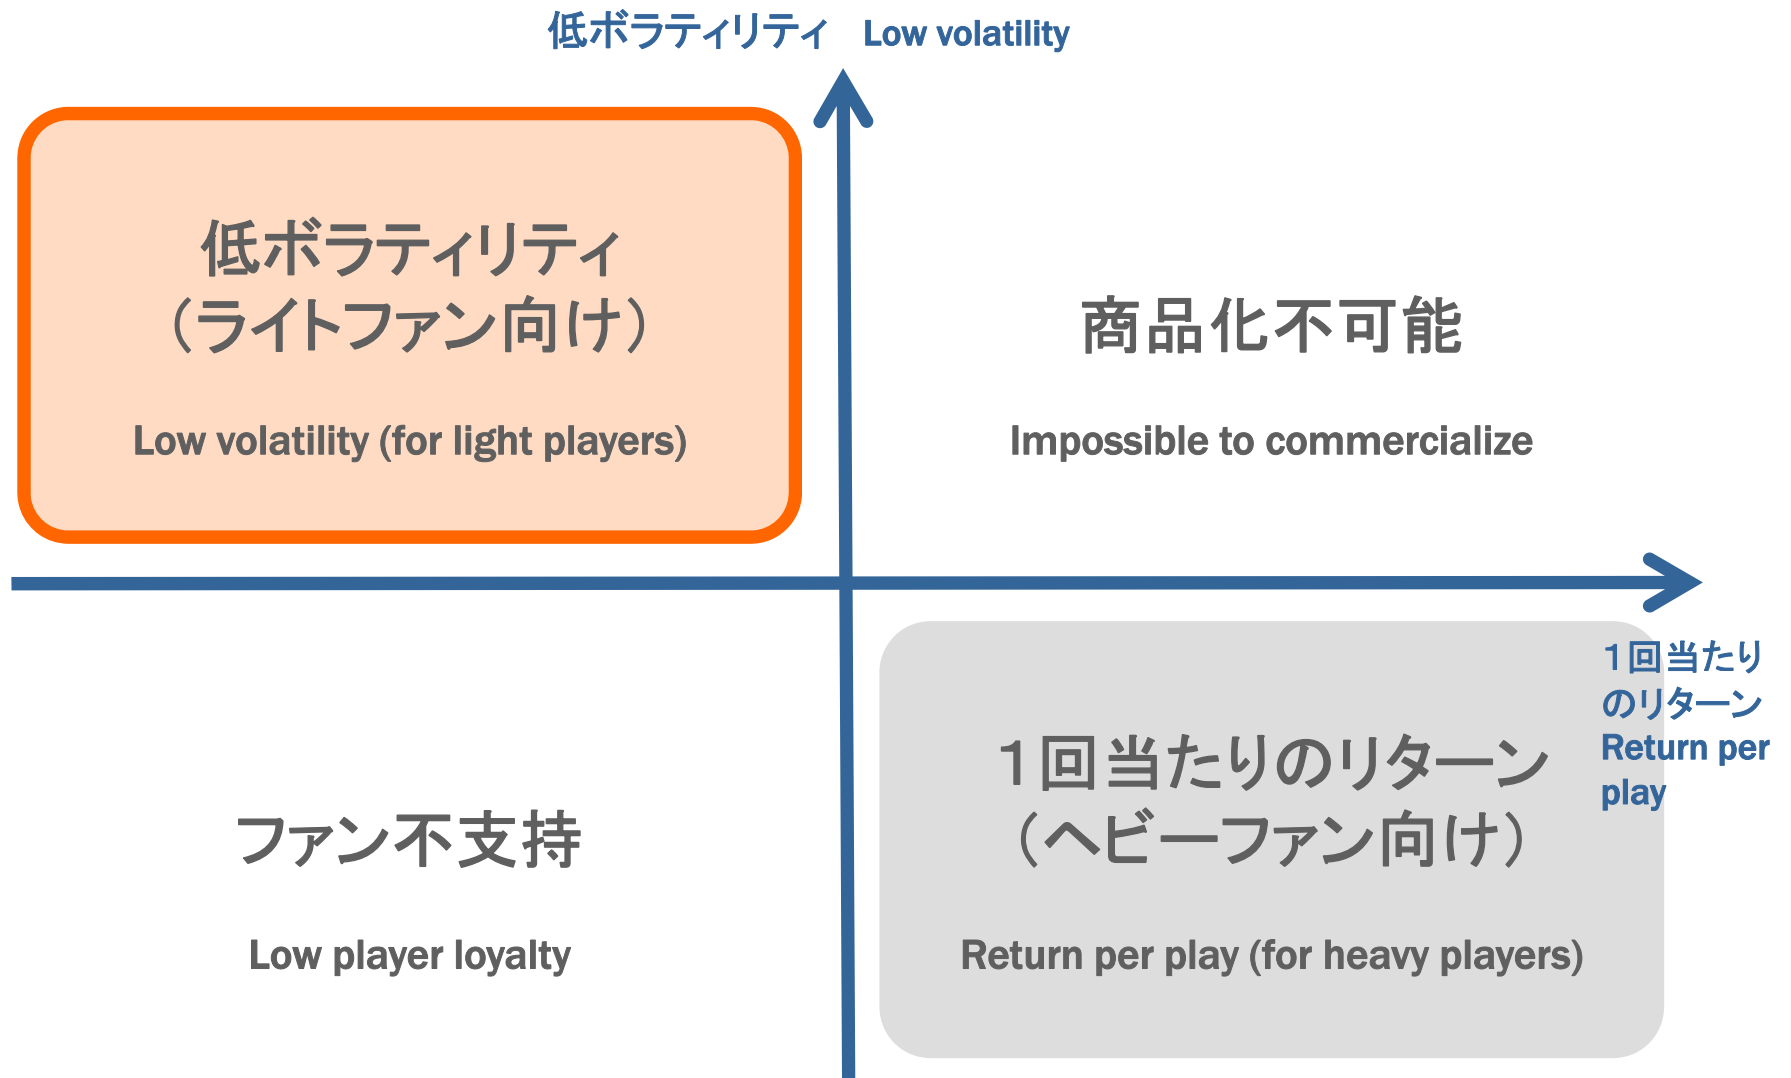 低ボラティリティ Low volatility
低ボラティリティ
（ライトファン向け）
Low volatility (for light players)
商品化不可能
Impossible to commercialize
１回当たり
のリターン
Return per
play
ファン不支持
Low player loyalty
１回当たりのリターン
（ヘビーファン向け）
Return per play (for heavy players)